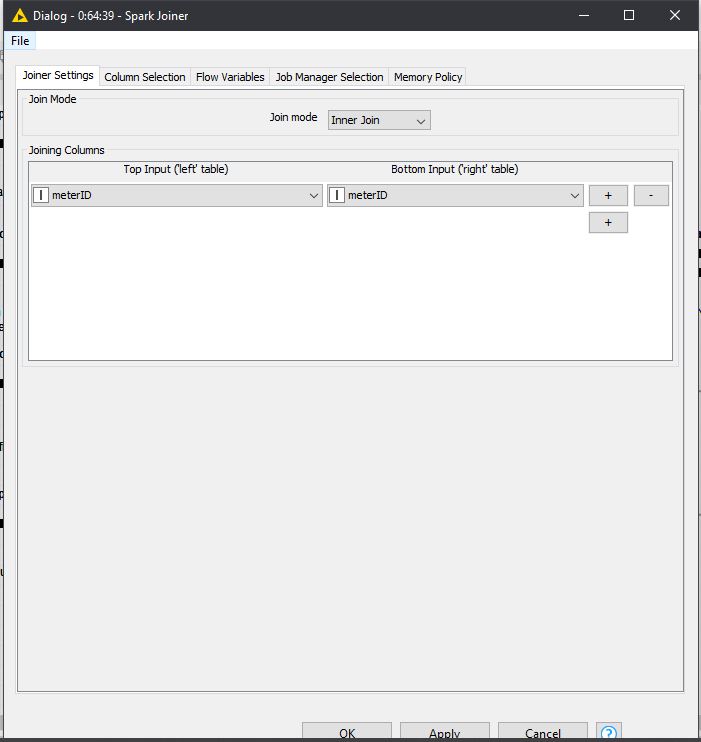 Dialog - 0:64:39 - Spark Joiner
File
Joiner Settings Column Selection Flow Variables Job Manager Selection Memory Policy
Join Mode
Join mode Inner Join
Joining Columns
Top Input ('left' table) Bottom Input ('right' table)
I meterID I meterID + -
+
OK Apply Cancel ?